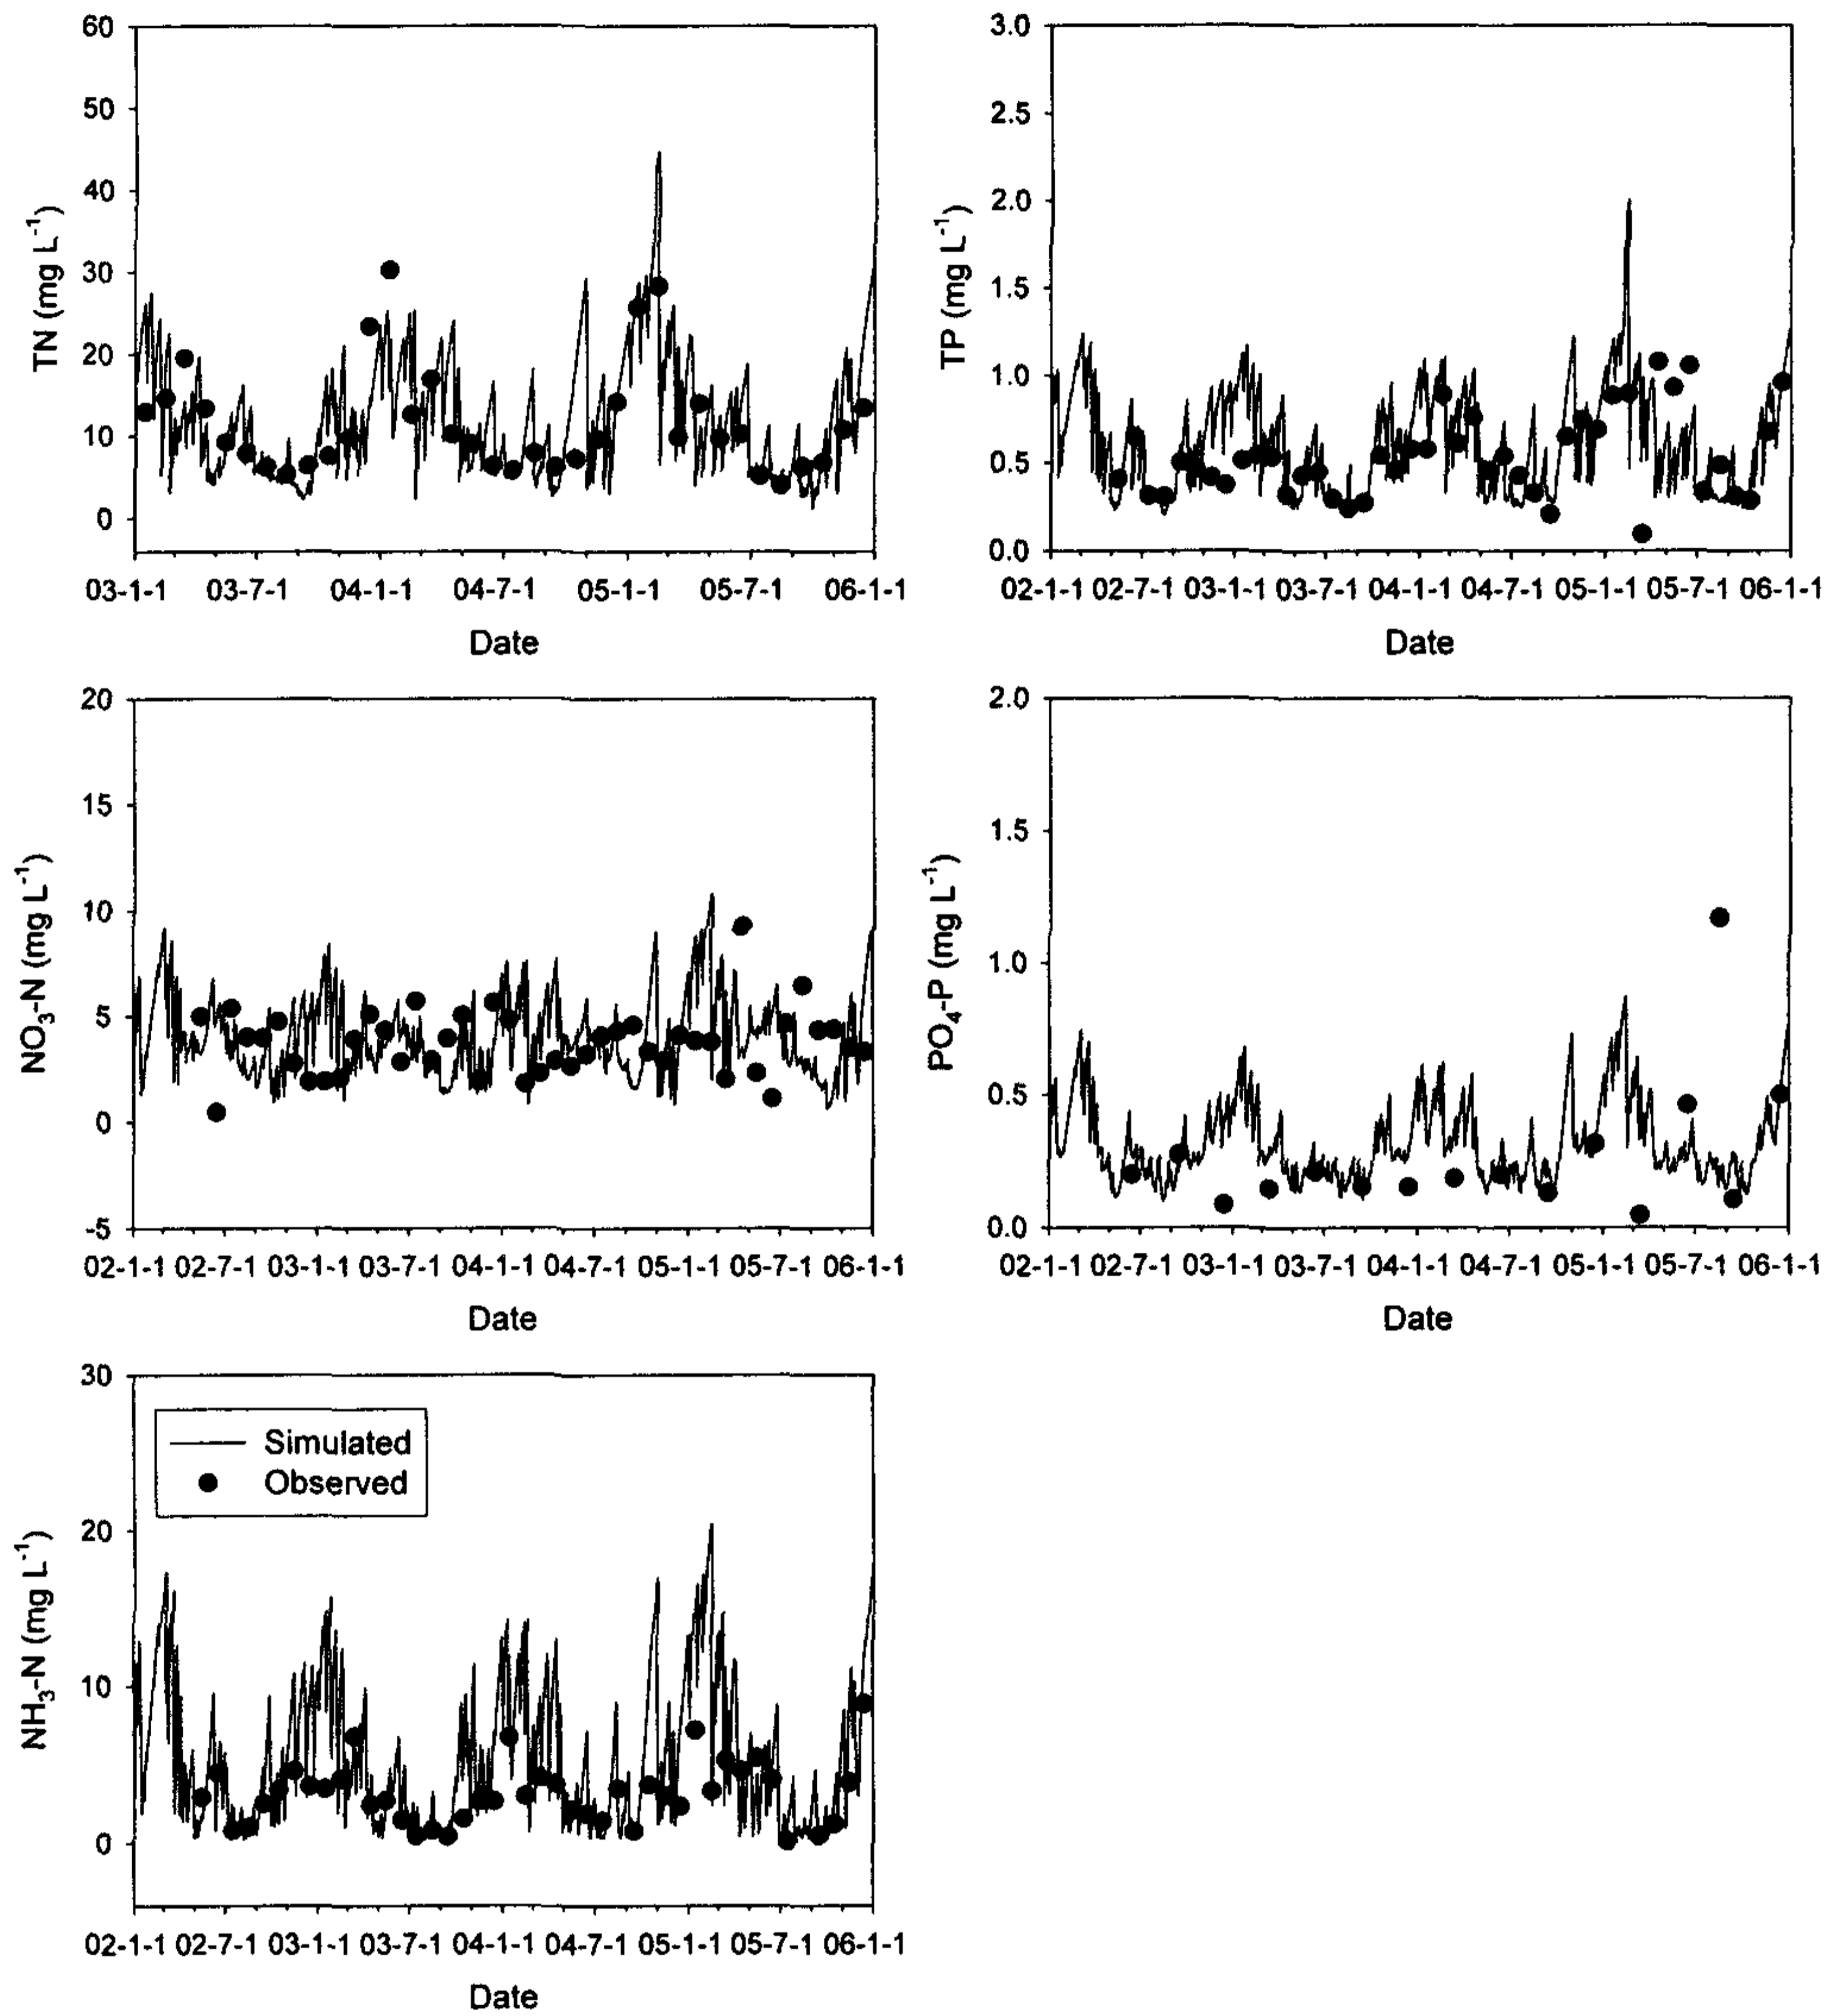 60
50
40
30
20
10
0
TN (mg L⁻¹)
03-1-1 03-7-1 04-1-1 04-7-1 05-1-1 05-7-1 06-1-1
Date
3.0
2.5
2.0
1.5
1.0
0.5
0.0
TP (mg L⁻¹)
02-1-1 02-7-1 03-1-1 03-7-1 04-1-1 04-7-1 05-1-1 05-7-1 06-1-1
Date
20
15
10
5
0
-5
NO₃-N (mg L⁻¹)
02-1-1 02-7-1 03-1-1 03-7-1 04-1-1 04-7-1 05-1-1 05-7-1 06-1-1
Date
2.0
1.5
1.0
0.5
0.0
PO₄-P (mg L⁻¹)
02-1-1 02-7-1 03-1-1 03-7-1 04-1-1 04-7-1 05-1-1 05-7-1 06-1-1
Date
30
20
10
0
NH₃-N (mg L⁻¹)
Simulated
Observed
02-1-1 02-7-1 03-1-1 03-7-1 04-1-1 04-7-1 05-1-1 05-7-1 06-1-1
Date